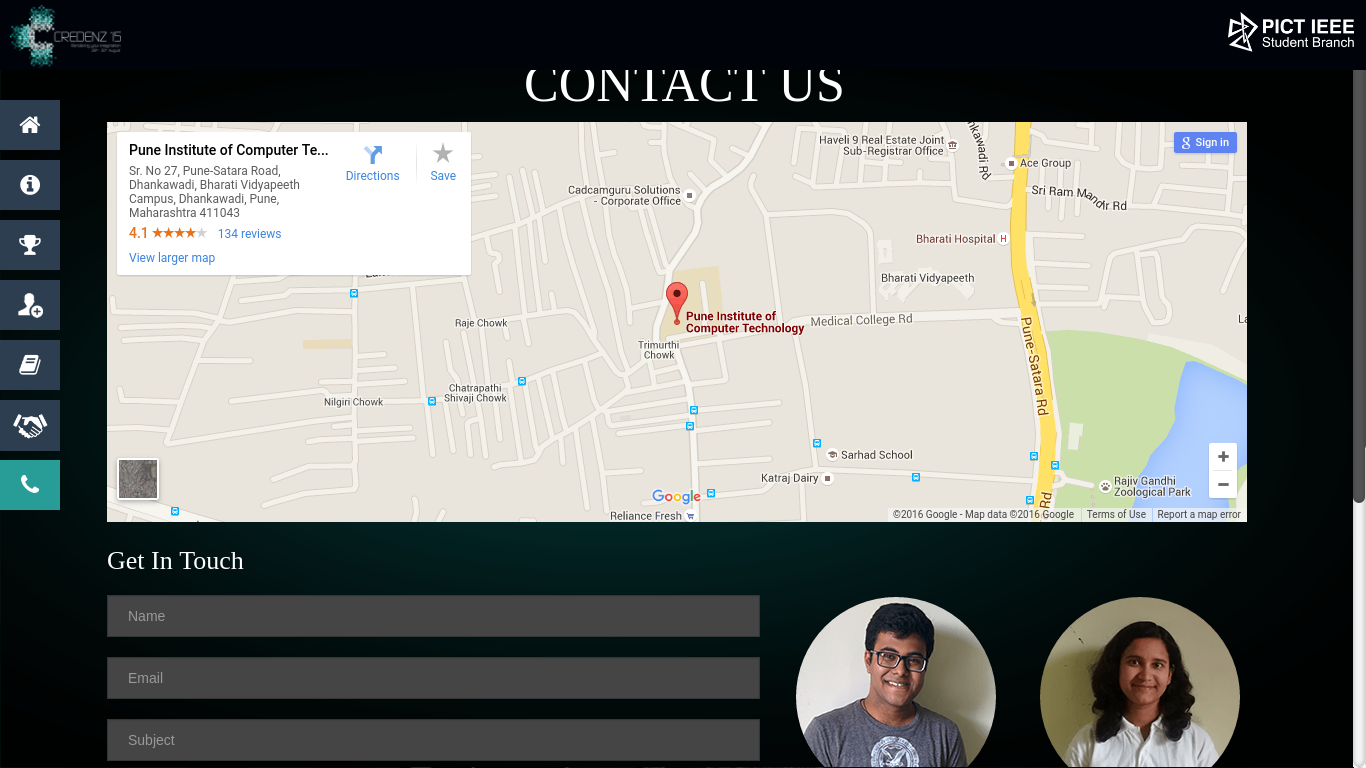 CREDENZ'15
PICT IEEE
Student Branch
CONTACT US
Pune Institute of Computer Te...
Sr. No 27, Pune-Satara Road,
Dhankawadi, Bharati Vidyapeeth
Campus, Dhankawadi, Pune,
Maharashtra 411043
4.1
134 reviews
View larger map
Directions
Save
Haveli 9 Real Estate Joint
Sub-Registrar Office
Sign in
Ace Group
Cadcamguru Solutions
- Corporate Office
Sri Ram Mandir Rd
Bharati Hospital
H
Bharati Vidyapeeth
Pune Institute of
Computer Technology
Medical College Rd
Raje Chowk
Trimurthi
Chowk
Pune-Satara Rd
Chatrapathi
Shivaji Chowk
Nilgiri Chowk
Sarhad School
Katraj Dairy
Rajiv Gandhi
Zoological Park
Rd
Google
Reliance Fresh
©2016 Google - Map data ©2016 Google
Terms of Use
Report a map error
Get In Touch
Name
Email
Subject